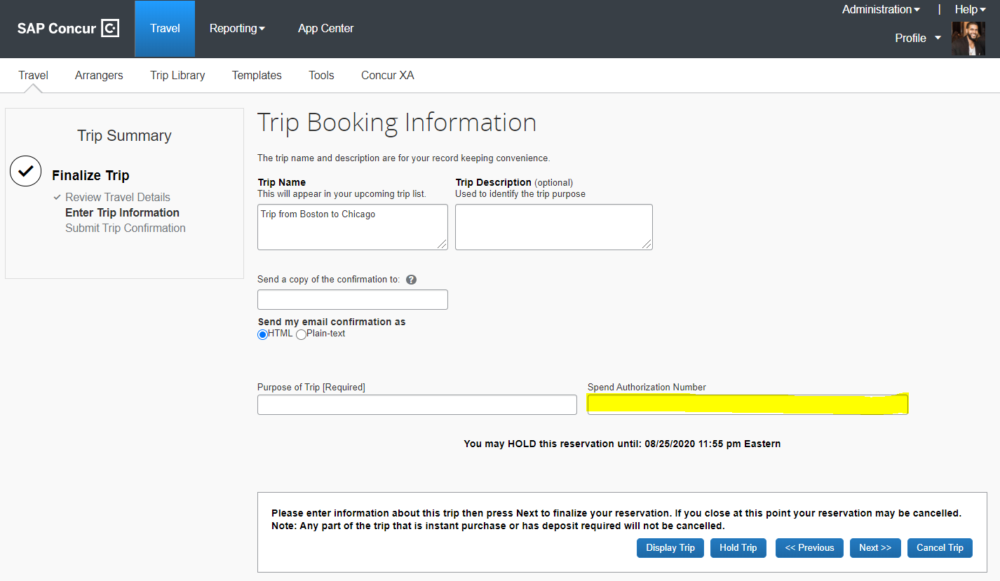 SAP Concur C.
Travel
Reporting
App Center
Administration
|
Help
Profile
Travel
Arrangers
Trip Library
Templates
Tools
Concur XA
Trip Summary
Finalize Trip
Review Travel Details
Enter Trip Information
Submit Trip Confirmation
Trip Booking Information
The trip name and description are for your record keeping convenience.
Trip Name
This will appear in your upcoming trip list.
Trip from Boston to Chicago
Trip Description (optional)
Used to identify the trip purpose
Send a copy of the confirmation to: ?
Send my email confirmation as
HTML Plain-text
Purpose of Trip [Required]
Spend Authorization Number
You may HOLD this reservation until: 08/25/2020 11:55 pm Eastern
Please enter information about this trip then press Next to finalize your reservation. If you close at this point your reservation may be cancelled.
Note: Any part of the trip that is instant purchase or has deposit required will not be cancelled.
Display Trip
Hold Trip
<< Previous
Next >>
Cancel Trip